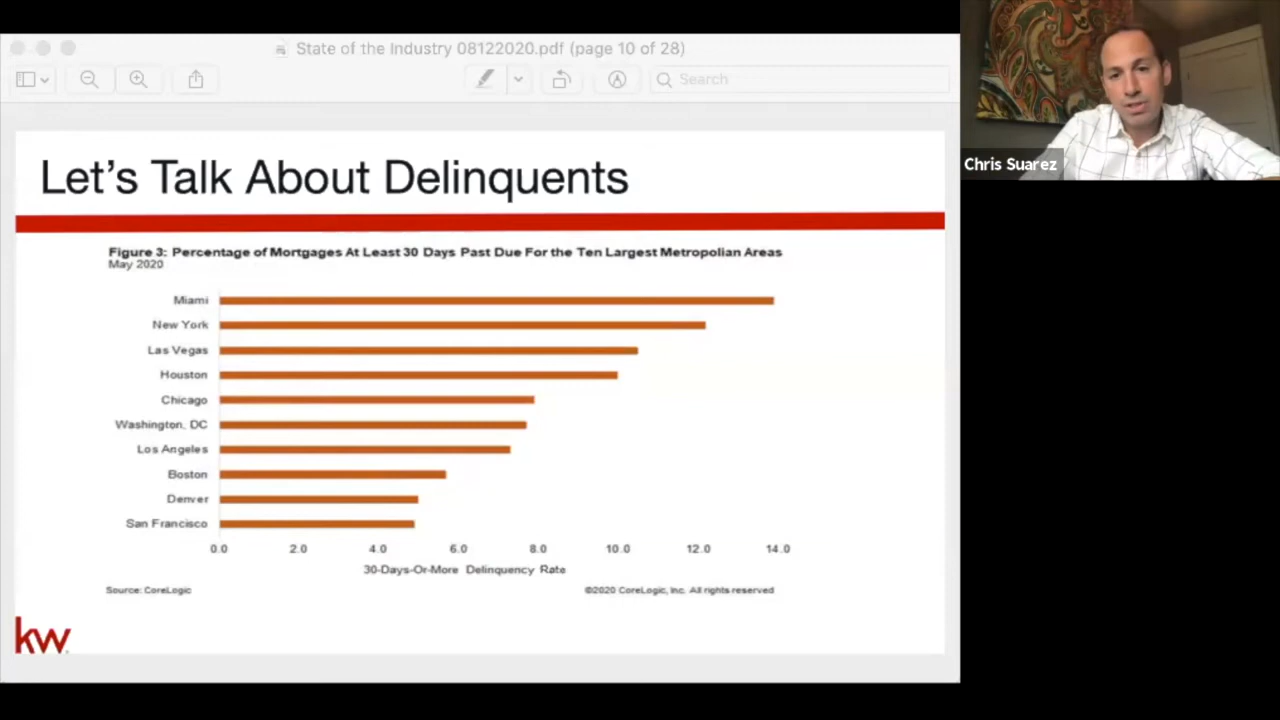 State of the Industry 08122020.pdf (page 10 of 28)
Search
Chris Suarez
Let's Talk About Delinquents
Figure 3: Percentage of Mortgages At Least 30 Days Past Due For the Ten Largest Metropolian Areas
May 2020
Miami
New York
Las Vegas
Houston
Chicago
Washington, DC
Los Angeles
Boston
Denver
San Francisco
0.0 2.0 4.0 6.0 8.0 10.0 12.0 14.0
30-Days-Or-More Delinquency Rate
Source: CoreLogic ©2020 CoreLogic, Inc. All rights reserved
kw